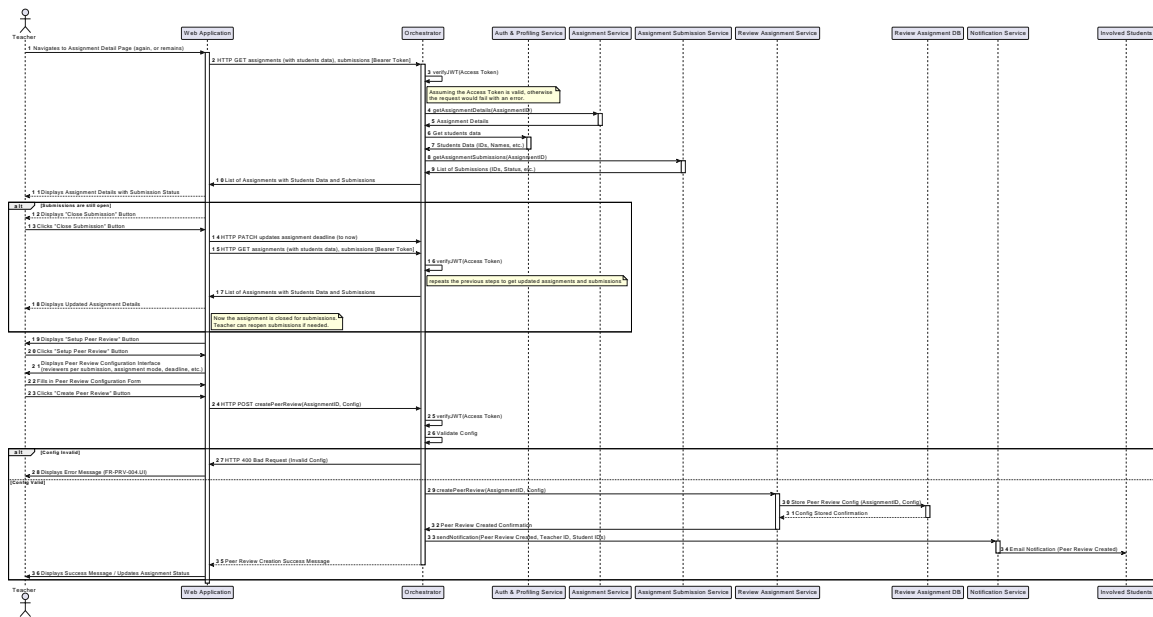 Teacher
Web Application
Orchestrator
Auth & Profiling Service
Assignment Service
Assignment Submission Service
Review Assignment Service
Review Assignment DB
Notification Service
Involved Students
1 Navigates to Assignment Detail Page (again, or remains)
2 HTTP GET assignments (with students data), submissions [Bearer Token]
3 verifyJWT(Access Token)
Assuming the Access Token is valid, otherwise
the request would fail with an error.
4 getAssignmentDetails(AssignmentID)
5 Assignment Details
6 Get students data
7 Students Data (IDs, Names, etc.)
8 getAssignmentSubmissions(AssignmentID)
9 List of Submissions (IDs, Status, etc.)
10 List of Assignments with Students Data and Submissions
11 Displays Assignment Details with Submission Status
alt [Submissions are still open]
12 Displays "Close Submission" Button
13 Clicks "Close Submission" Button
14 HTTP PATCH updates assignment deadline (to now)
15 HTTP GET assignments (with students data), submissions [Bearer Token]
16 verifyJWT(Access Token)
repeats the previous steps to get updated assignments and submissions
17 List of Assignments with Students Data and Submissions
18 Displays Updated Assignment Details
Now the assignment is closed for submissions.
Teacher can reopen submissions if needed.
19 Displays "Setup Peer Review" Button
20 Clicks "Setup Peer Review" Button
21 Displays Peer Review Configuration Interface
(reviewers per submission, assignment mode, deadline, etc.)
22 Fills in Peer Review Configuration Form
23 Clicks "Create Peer Review" Button
24 HTTP POST createPeerReview(AssignmentID, Config)
25 verifyJWT(Access Token)
26 Validate Config
alt [Config Invalid]
27 HTTP 400 Bad Request (Invalid Config)
28 Displays Error Message (FR-PRV-004.UI)
[Config Valid]
29 createPeerReview(AssignmentID, Config)
30 Store Peer Review Config (AssignmentID, Config)
31 Config Stored Confirmation
32 Peer Review Created Confirmation
33 sendNotification(Peer Review Created, Teacher ID, Student IDs)
34 Email Notification (Peer Review Created)
35 Peer Review Creation Success Message
36 Displays Success Message / Updates Assignment Status
Teacher
Web Application
Orchestrator
Auth & Profiling Service
Assignment Service
Assignment Submission Service
Review Assignment Service
Review Assignment DB
Notification Service
Involved Students